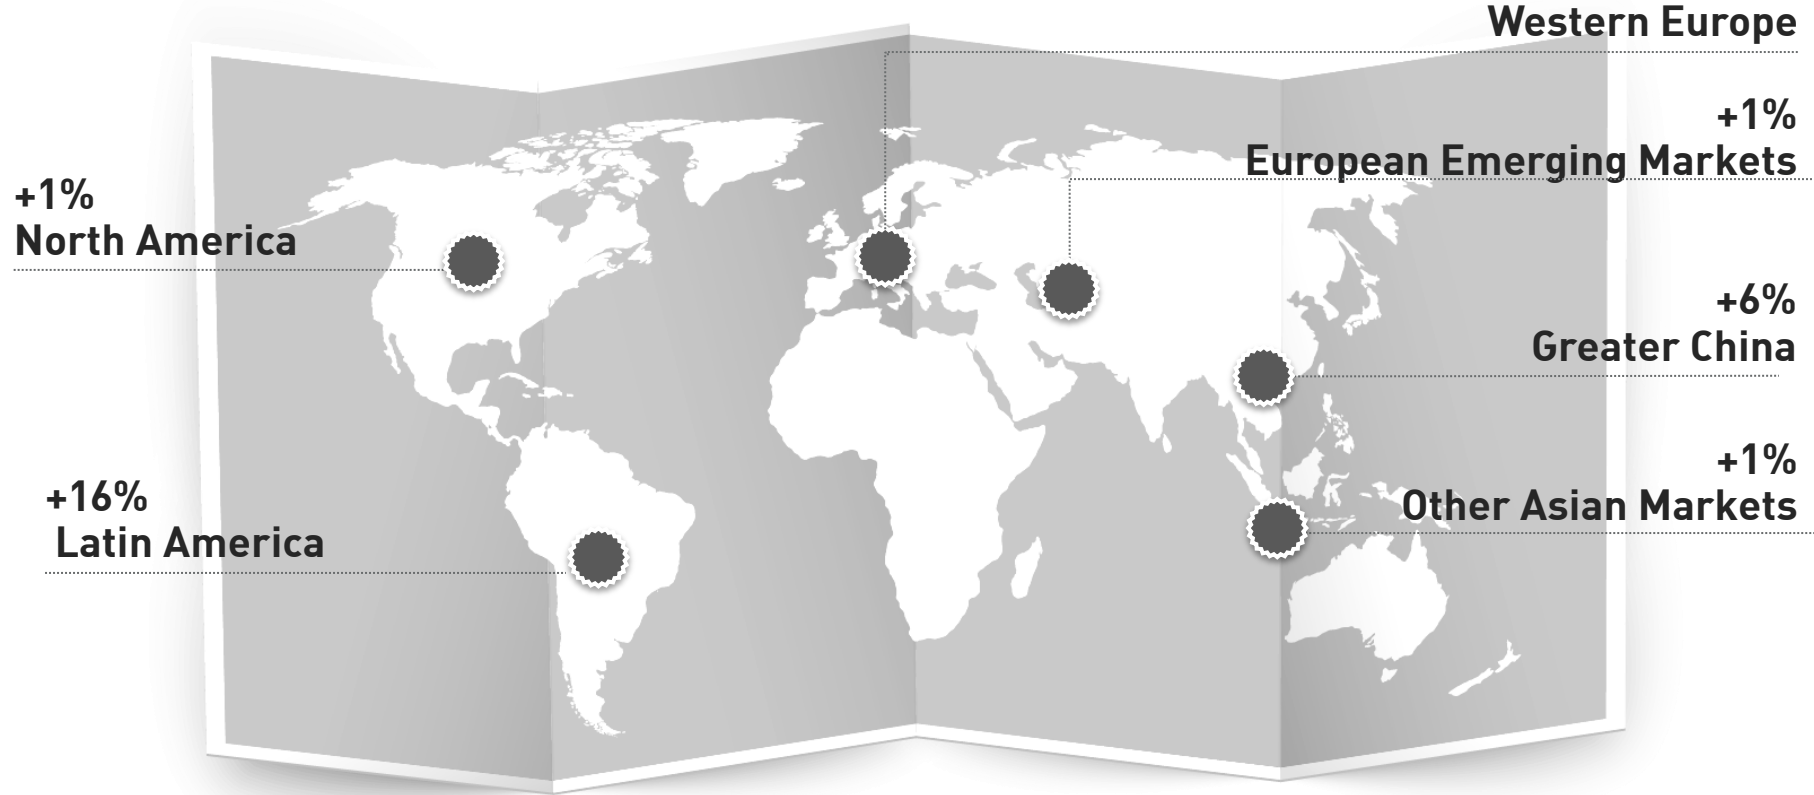 Western Europe
+1%
European Emerging Markets
+1%
North America
+6%
Greater China
+16%
Latin America
+1%
Other Asian Markets